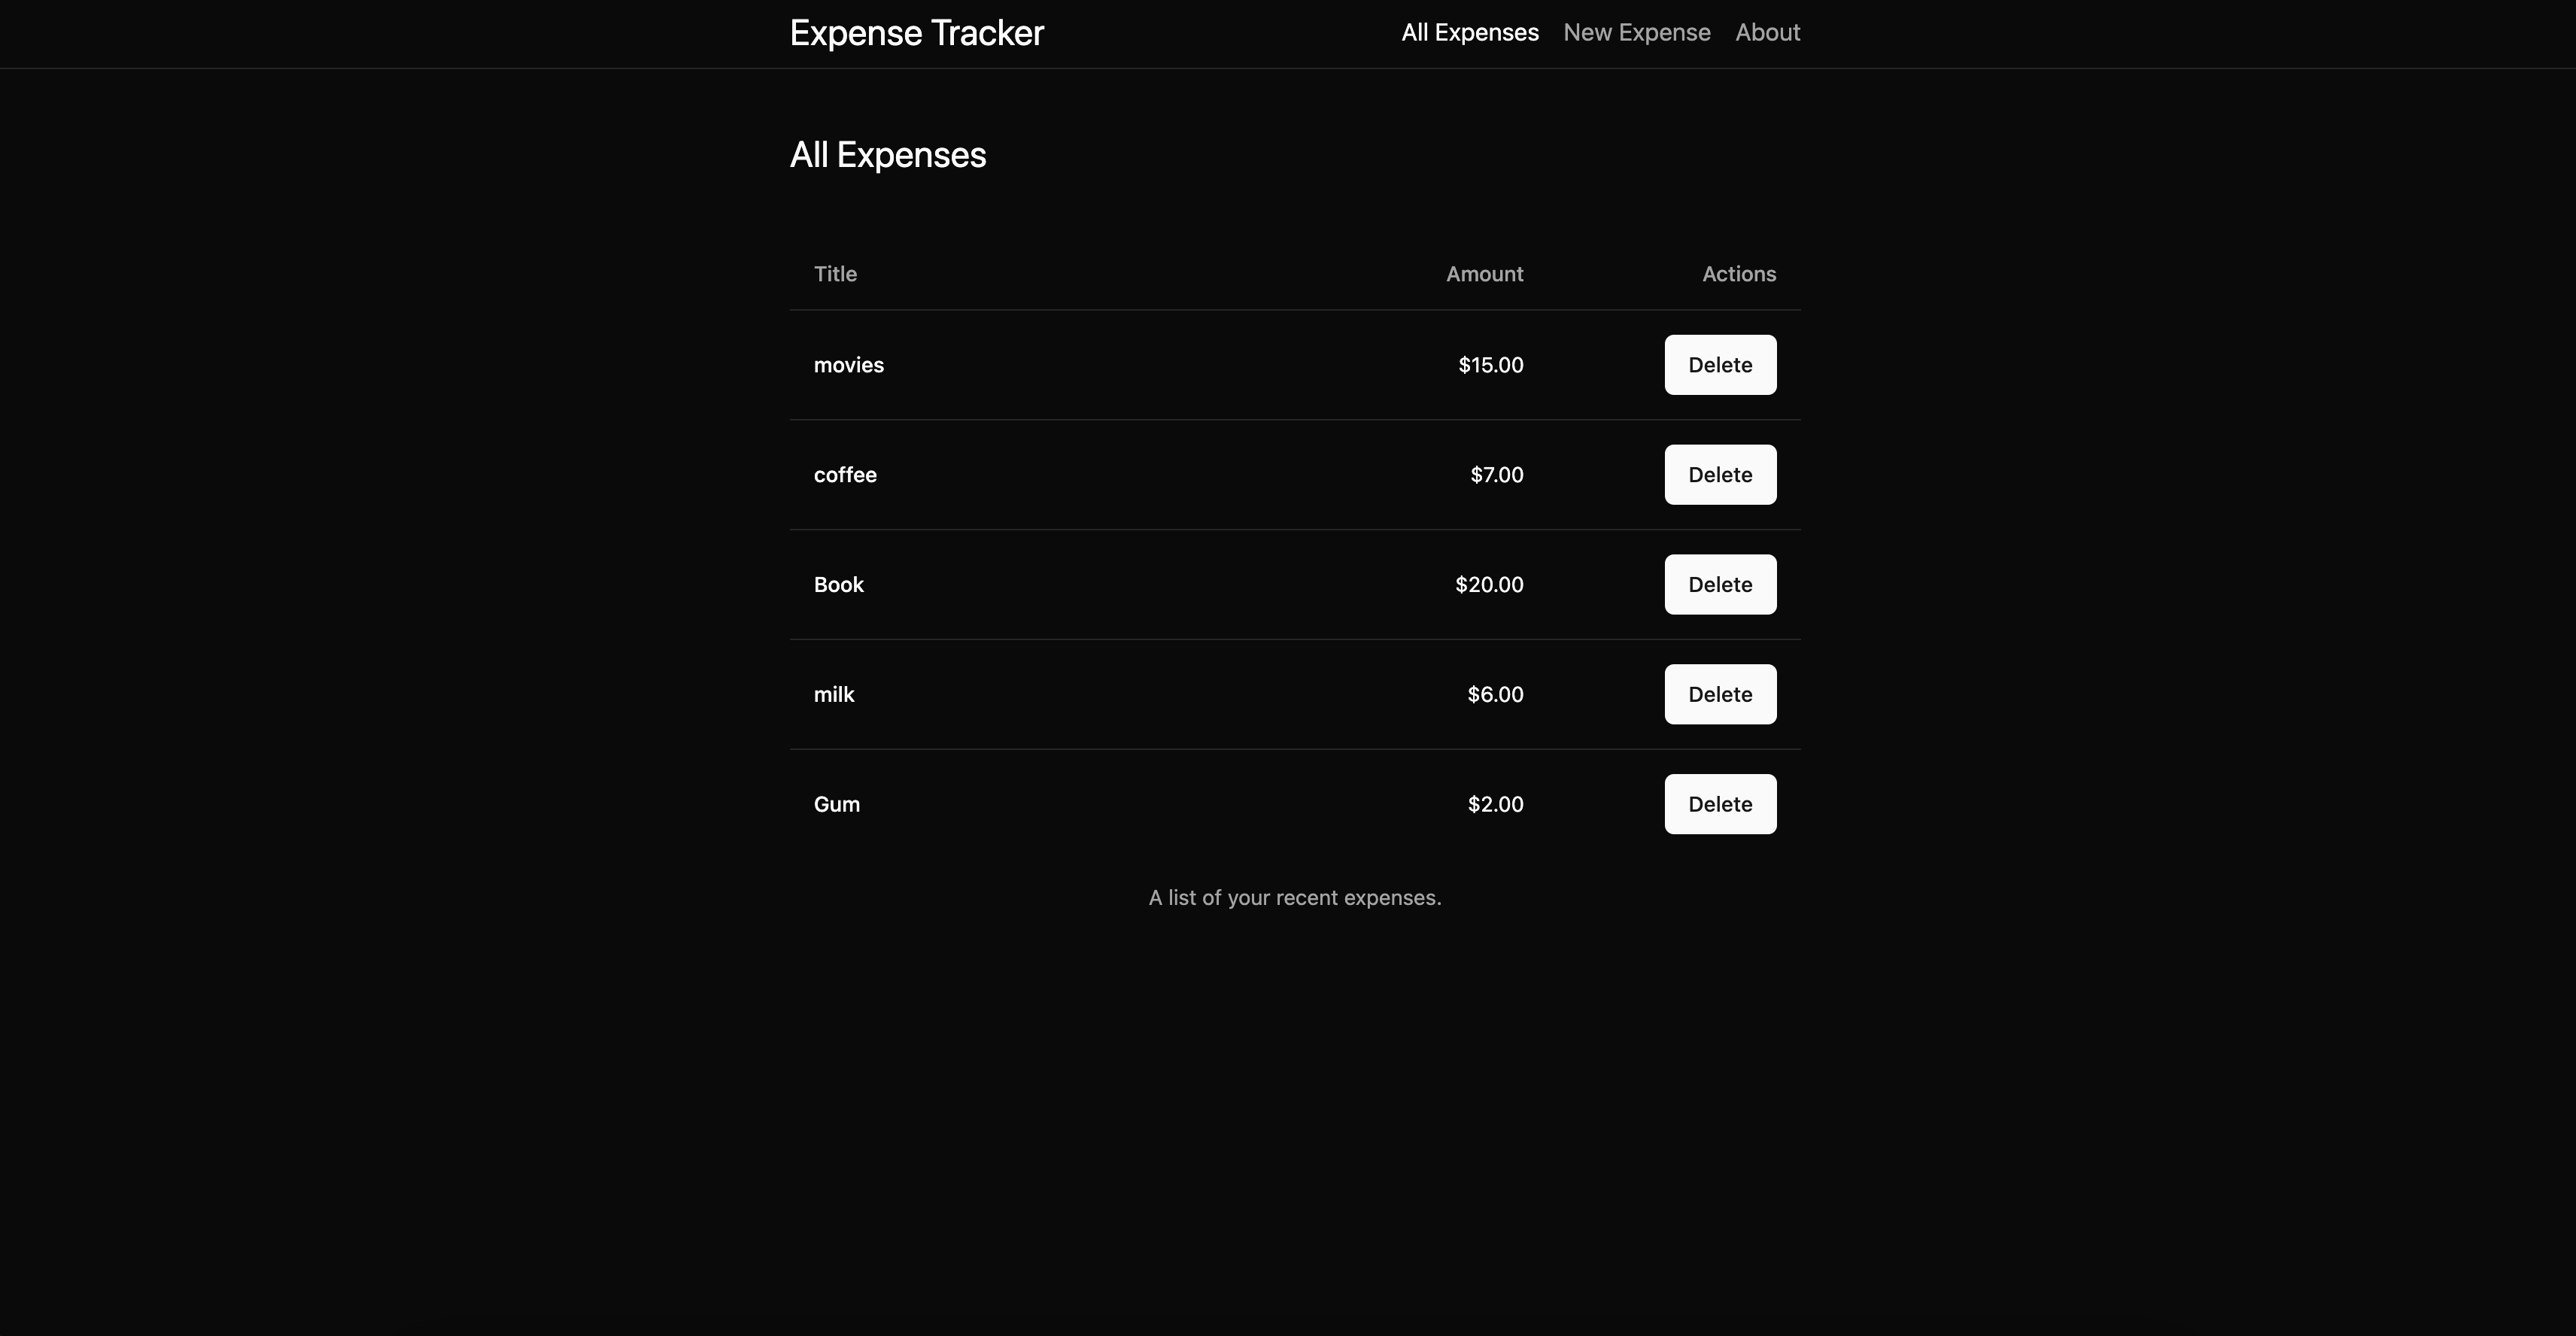 Expense Tracker All Expenses New Expense About
All Expenses
Title Amount Actions
movies $15.00 Delete
coffee $7.00 Delete
Book $20.00 Delete
milk $6.00 Delete
Gum $2.00 Delete
A list of your recent expenses.